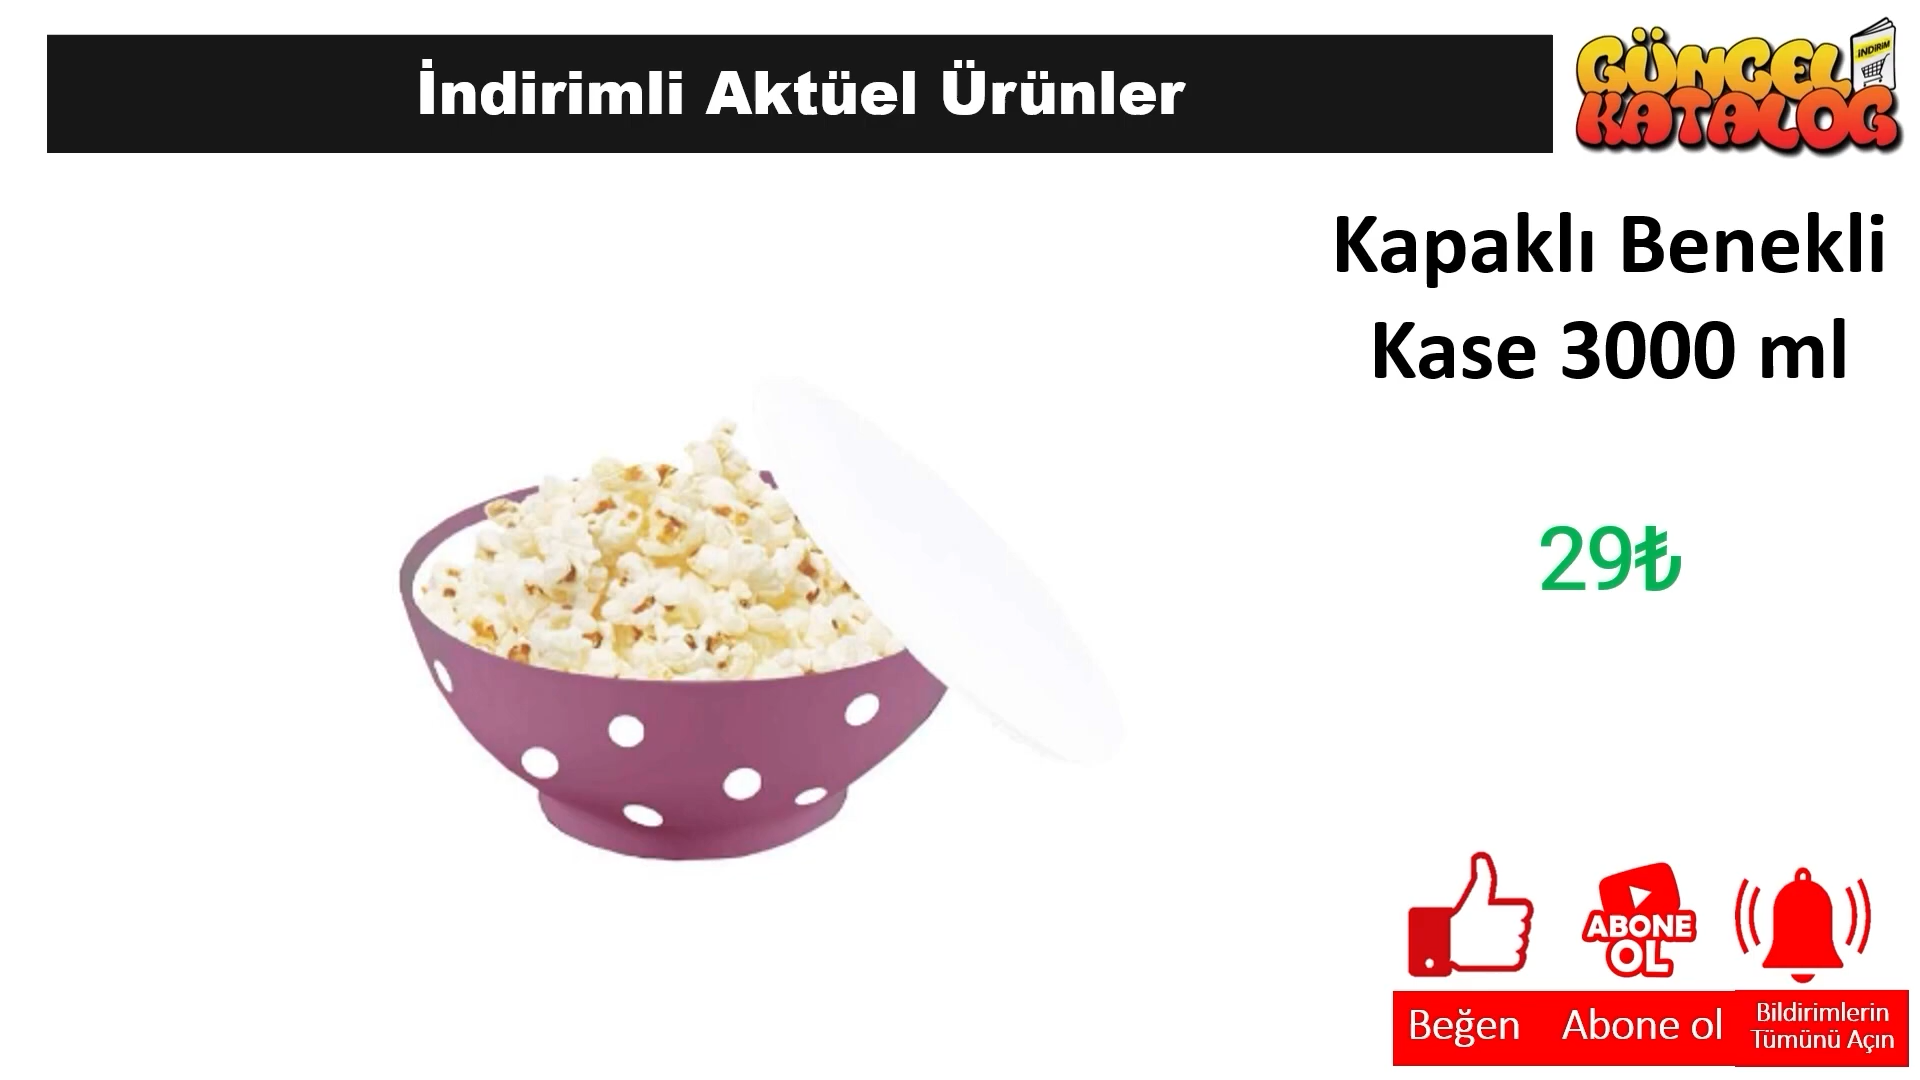 İndirimli Aktüel Ürünler
GÜNCEL
KATALOG
İNDİRİM
Kapaklı Benekli
Kase 3000 ml
29₺
ABONE
OL
Beğen
Abone ol
Bildirimlerin
Tümünü Açın